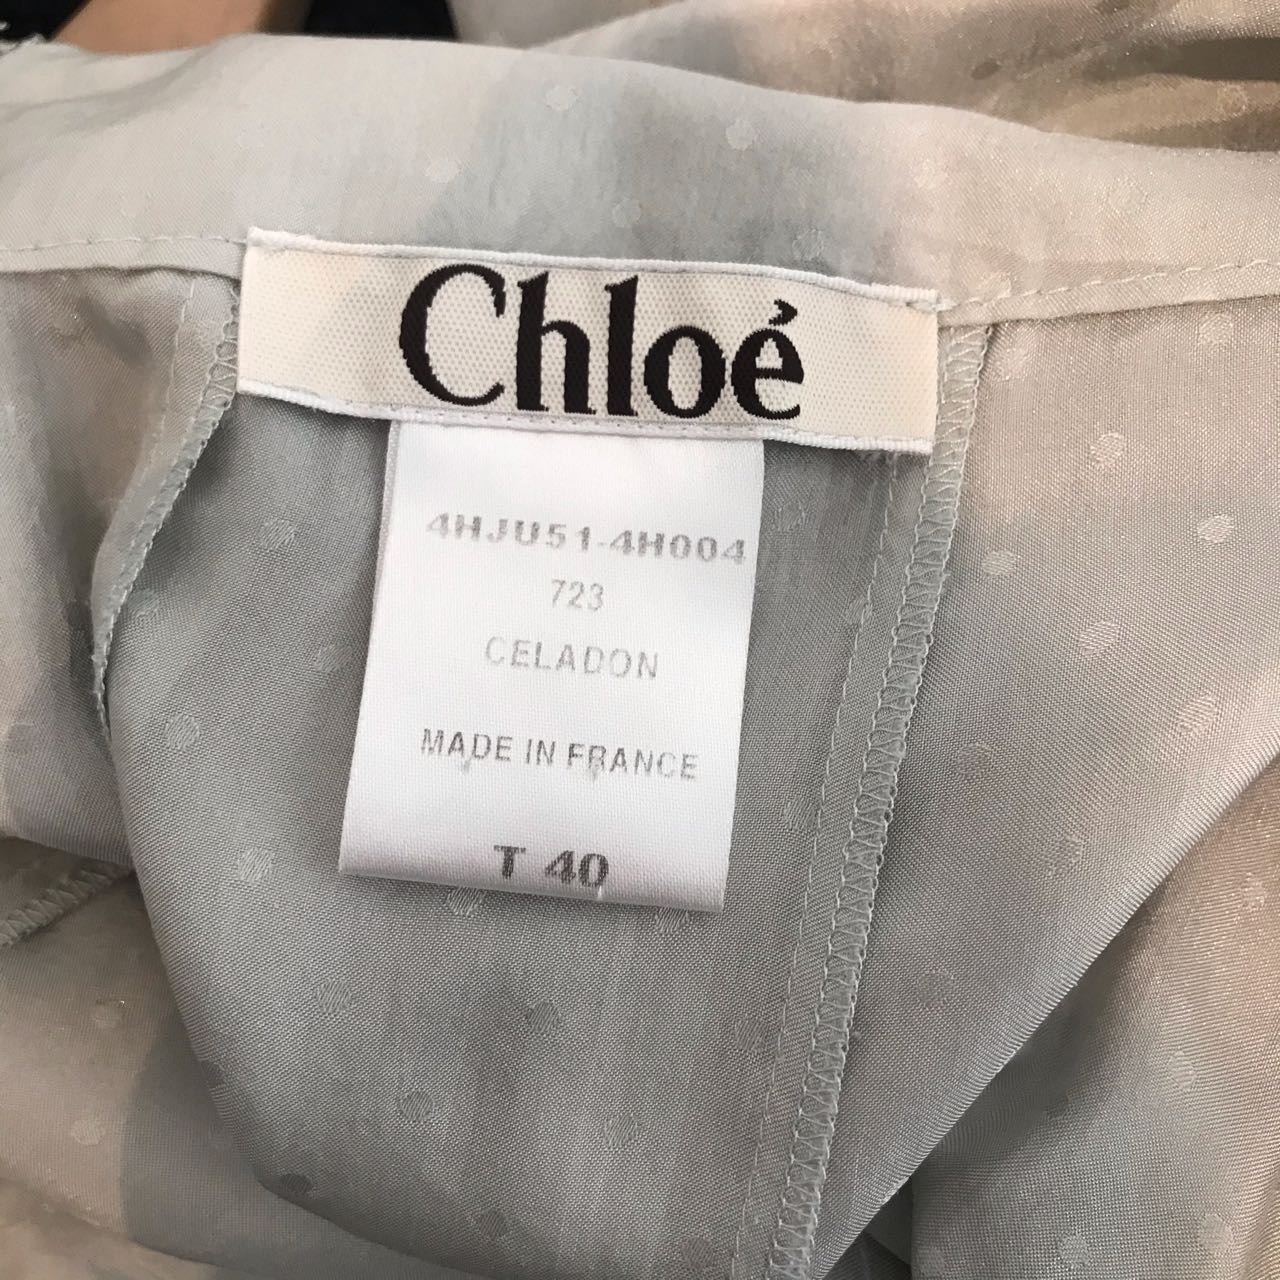 Chloé
4HJU51-4H004
723
CELADON
MADE IN FRANCE
T 40